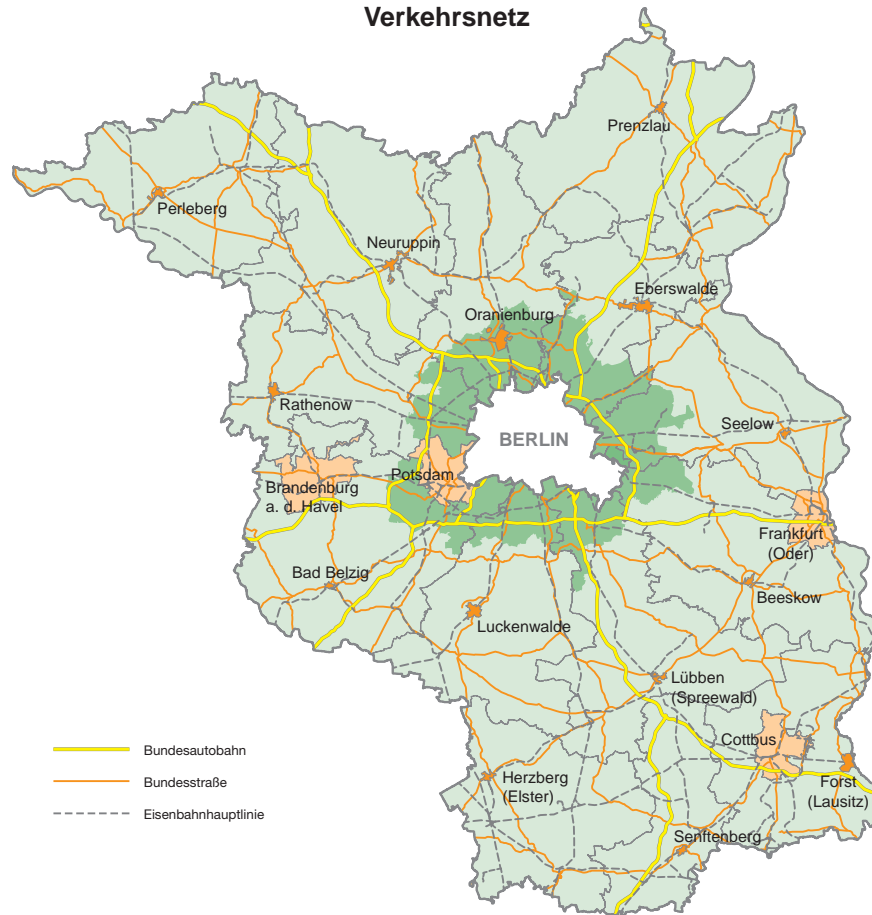 Verkehrsnetz
Prenzlau
Perleberg
Neuruppin
Eberswalde
Oranienburg
Rathenow
Seelow
BERLIN
Potsdam
Brandenburg
a. d. Havel
Frankfurt
(Oder)
Bad Belzig
Beeskow
Luckenwalde
Lübben
(Spreewald)
Cottbus
Bundesautobahn
Bundesstraße
Eisenbahnhauptlinie
Herzberg
(Elster)
Forst
(Lausitz)
Senftenberg